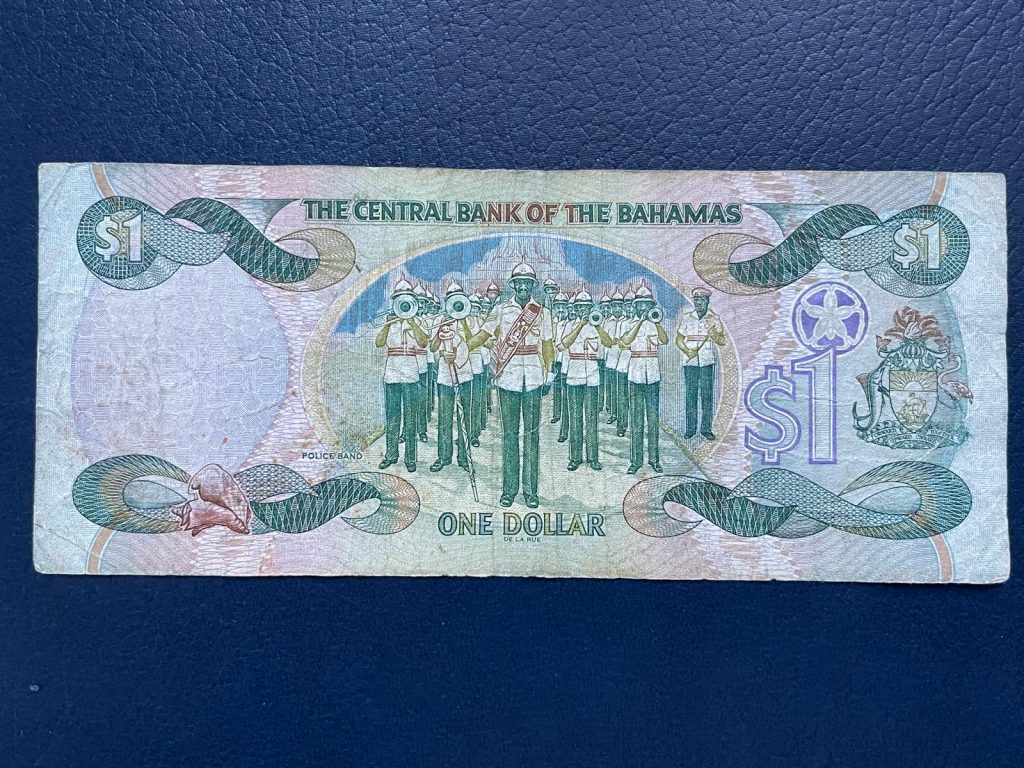 THE CENTRAL BANK OF THE BAHAMAS
$1
$1
$1
POLICE BAND
ONE DOLLAR
DE LA RUE